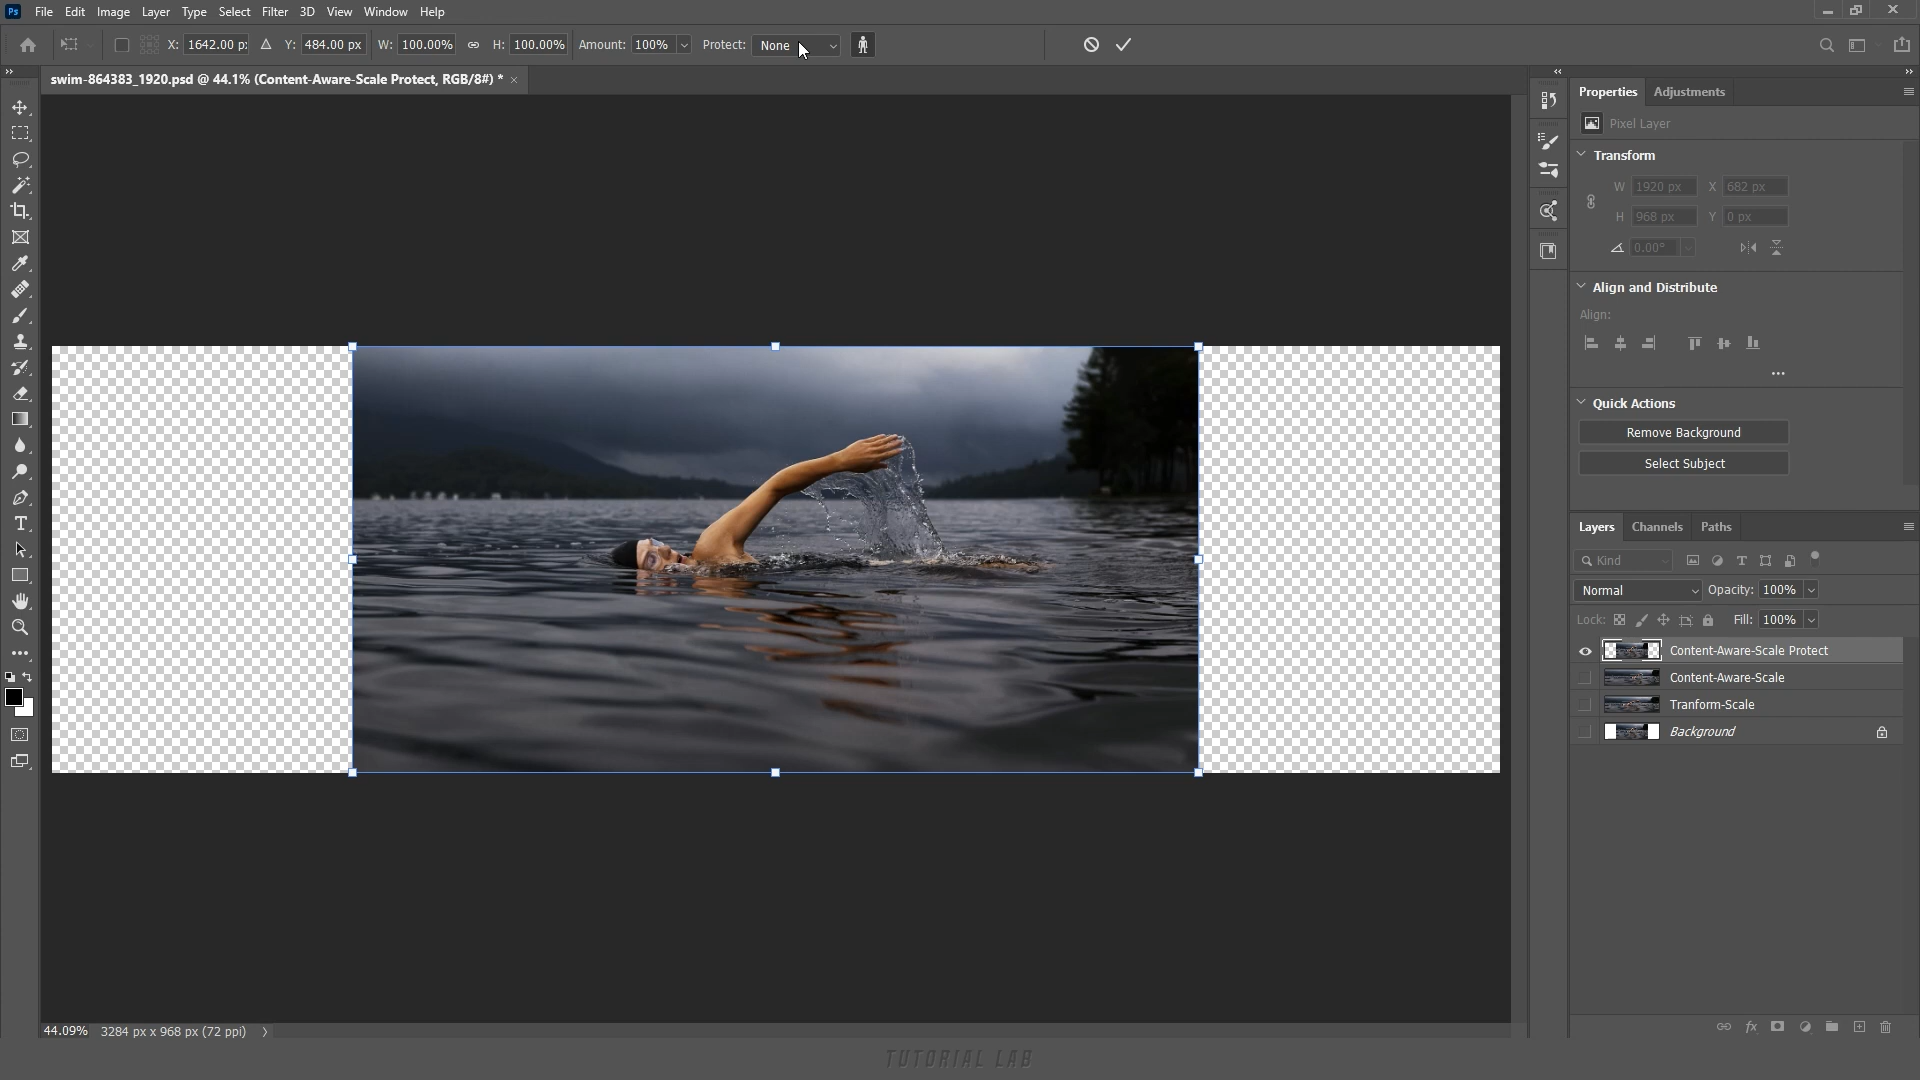 Ps File Edit Image Layer Type Select Filter 3D View Window Help
X: 1642.00 p: Y: 484.00 px W: 100.00% H: 100.00% Amount: 100% Protect: None
swim-864383_1920.psd @ 44.1% (Content-Aware-Scale Protect, RGB/8#) * ×
Properties Adjustments
Pixel Layer
Transform
W 1920 px X 682 px
H 968 px Y 0 px
0.00°
Align and Distribute
Align:
Quick Actions
Remove Background
Select Subject
Layers Channels Paths
Kind
Normal Opacity: 100%
Lock: Fill: 100%
Content-Aware-Scale Protect
Content-Aware-Scale
Tranform-Scale
Background
44.09% 3284 px x 968 px (72 ppi)
TUTORIAL LAB